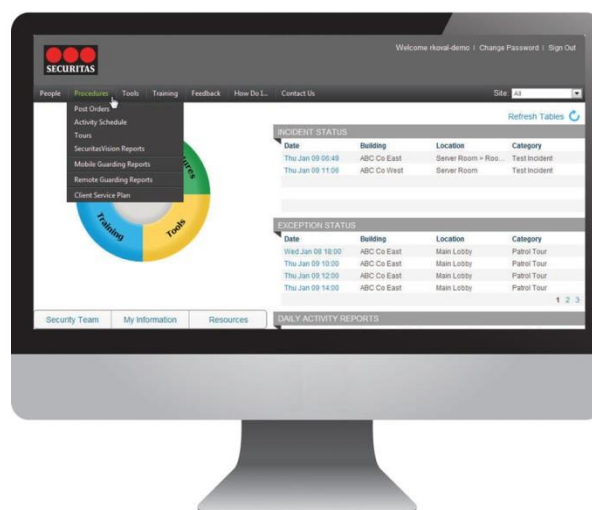 Welcome rkoval-demo | Change Password | Sign Out
SECURITAS
People Procedures Tools Training Feedback How Do I... Contact Us Site: All
Post Orders
Activity Schedule
Tours
SecuritasVision Reports
Mobile Guarding Reports
Remote Guarding Reports
Client Service Plan
Training
Tools
Refresh Tables
INCIDENT STATUS
Date Building Location Category
Thu Jan 09 06:49 ABC Co East Server Room + Roo... Test Incident
Thu Jan 09 11:06 ABC Co West Server Room Test Incident
EXCEPTION STATUS
Date Building Location Category
Wed Jan 08 18:00 ABC Co East Main Lobby Patrol Tour
Thu Jan 09 10:00 ABC Co East Main Lobby Patrol Tour
Thu Jan 09 12:00 ABC Co East Main Lobby Patrol Tour
Thu Jan 09 14:00 ABC Co East Main Lobby Patrol Tour
1 2 3
Security Team My Information Resources
DAILY ACTIVITY REPORTS